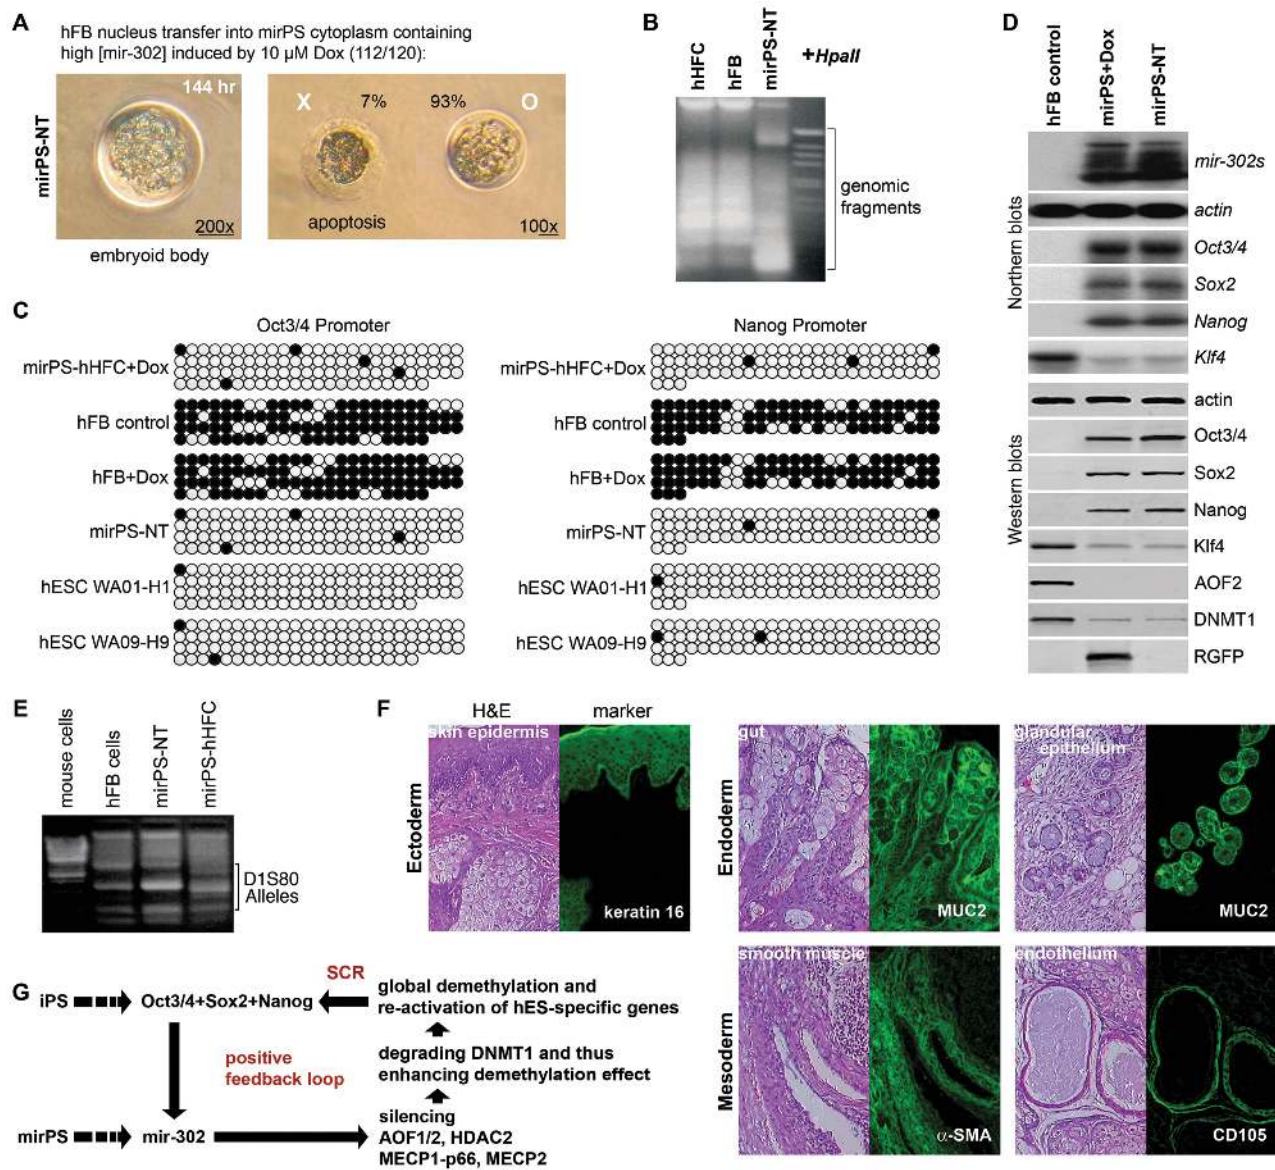 A
hFB nucleus transfer into mirPS cytoplasm containing
high [mir-302] induced by 10 µM Dox (112/120):
mirPS-NT
144 hr
200x
embryoid body
X
7%
93%
O
apoptosis
100x
B
hHFC
hFB
mirPS-NT
+HpaII
genomic
fragments
C
Oct3/4 Promoter
mirPS-hHFC+Dox
hFB control
hFB+Dox
mirPS-NT
hESC WA01-H1
hESC WA09-H9
Nanog Promoter
mirPS-hHFC+Dox
hFB control
hFB+Dox
mirPS-NT
hESC WA01-H1
hESC WA09-H9
D
hFB control
mirPS+Dox
mirPS-NT
Northern blots
mir-302s
actin
Oct3/4
Sox2
Nanog
Klf4
Western blots
actin
Oct3/4
Sox2
Nanog
Klf4
AOF2
DNMT1
RGFP
E
mouse cells
hFB cells
mirPS-NT
mirPS-hHFC
D1S80
Alleles
F
H&E
marker
Ectoderm
skin epidermis
keratin 16
Endoderm
gut
MUC2
glandular
epithelium
MUC2
Mesoderm
smooth muscle
α-SMA
endothelium
CD105
G
iPS
Oct3/4+Sox2+Nanog
SCR
global demethylation and
re-activation of hES-specific genes
positive
feedback loop
degrading DNMT1 and thus
enhancing demethylation effect
mirPS
mir-302
silencing
AOF1/2, HDAC2
MECP1-p66, MECP2